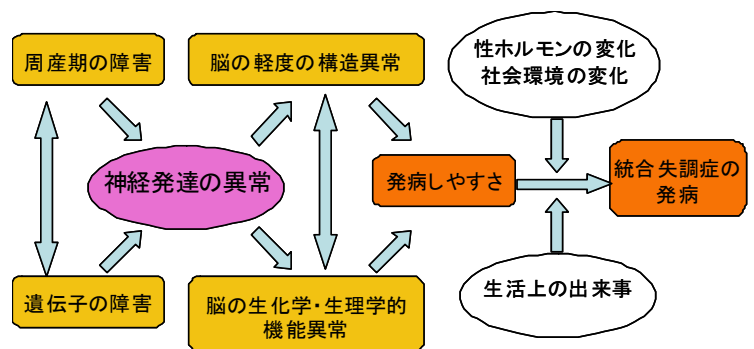 周産期の障害
脳の軽度の構造異常
性ホルモンの変化
社会環境の変化
神経発達の異常
発病しやすさ
統合失調症の
発病
遺伝子の障害
脳の生化学・生理学的
機能異常
生活上の出来事